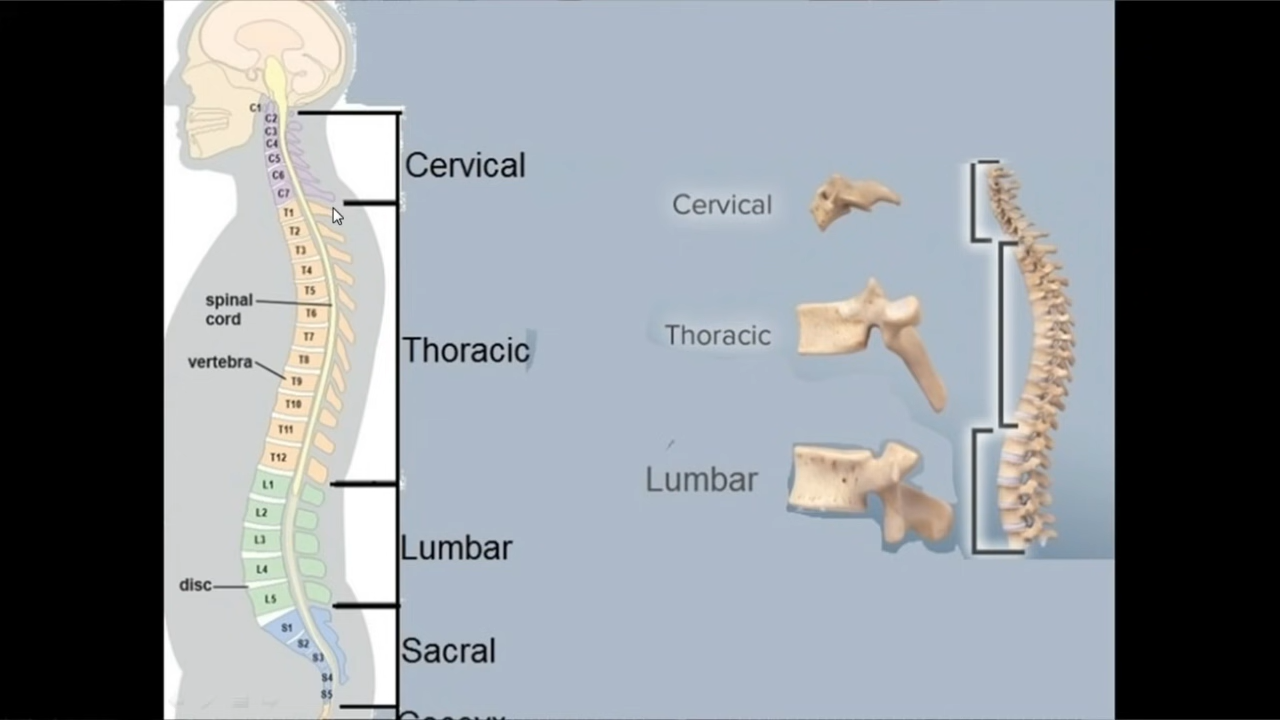 C1
C2
C3
C4
C5
C6
C7
T1
T2
T3
T4
T5
T6
T7
T8
T9
T10
T11
T12
L1
L2
L3
L4
L5
S1
S2
S3
S4
S5
spinal
cord
vertebra
disc
Cervical
Thoracic
Lumbar
Sacral
Cervical
Thoracic
Lumbar